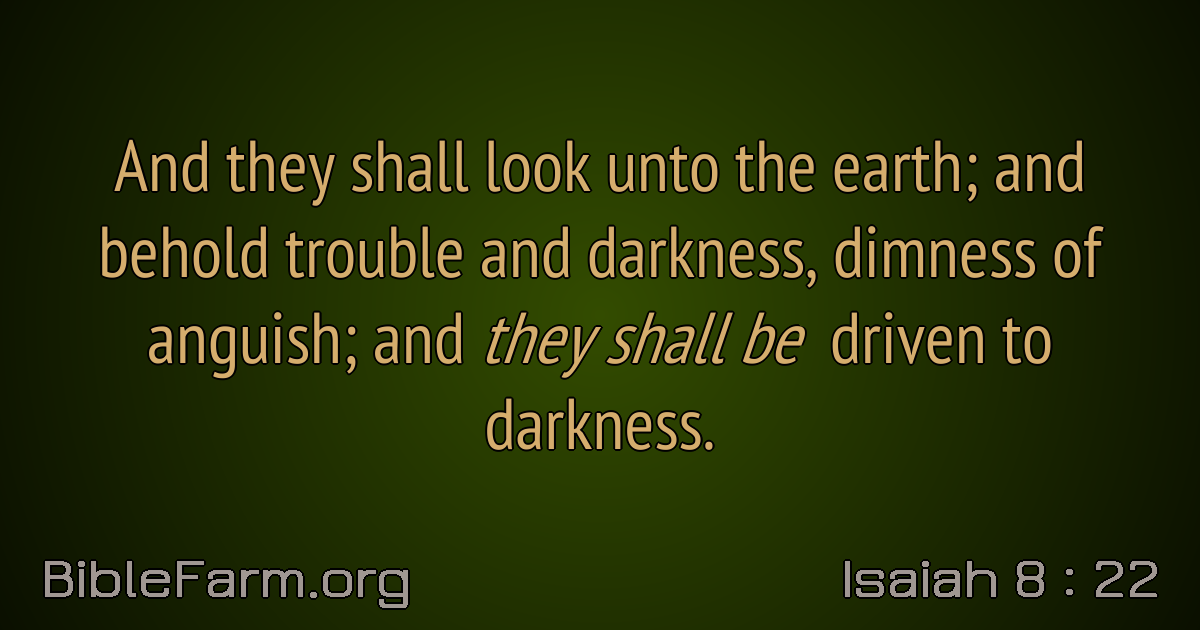 And they shall look unto the earth; and
behold trouble and darkness, dimness of
anguish; and they shall be driven to
darkness.
BibleFarm.org
Isaiah 8 : 22